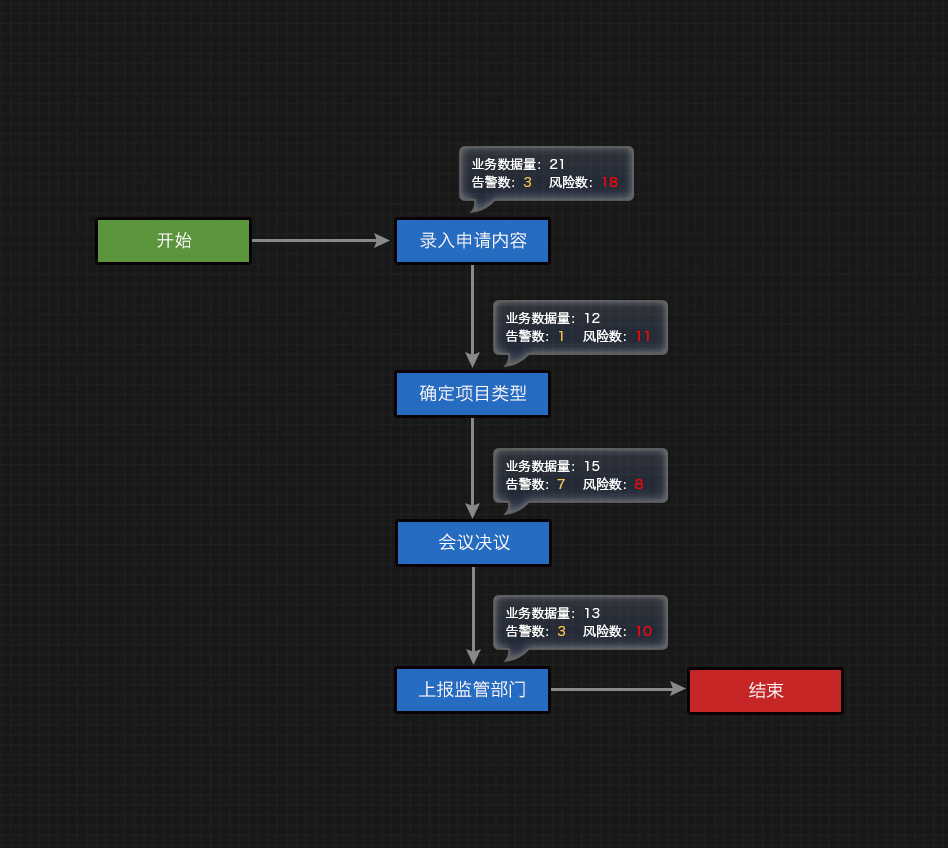 业务数据量：21
告警数：3 风险数：18
开始
录入申请内容
业务数据量：12
告警数：1 风险数：11
确定项目类型
业务数据量：15
告警数：7 风险数：8
会议决议
业务数据量：13
告警数：3 风险数：10
上报监管部门
结束